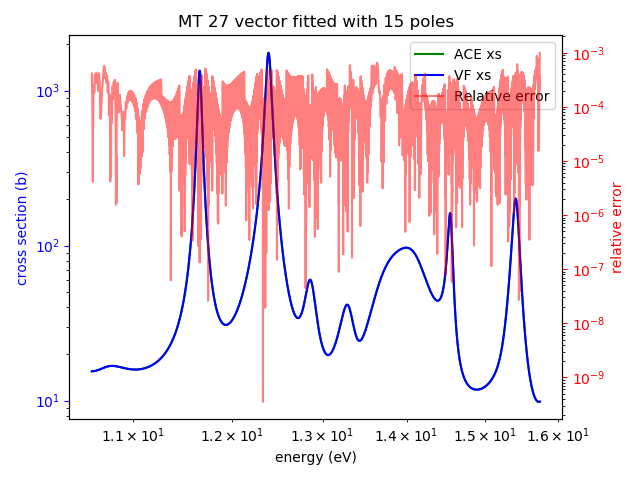 MT 27 vector fitted with 15 poles
ACE xs
VF xs
Relative error
cross section (b)
10³
10²
10¹
relative error
10⁻³
10⁻⁴
10⁻⁵
10⁻⁶
10⁻⁷
10⁻⁸
10⁻⁹
1.1 × 10¹ 1.2 × 10¹ 1.3 × 10¹ 1.4 × 10¹ 1.5 × 10¹ 1.6 × 10¹
energy (eV)